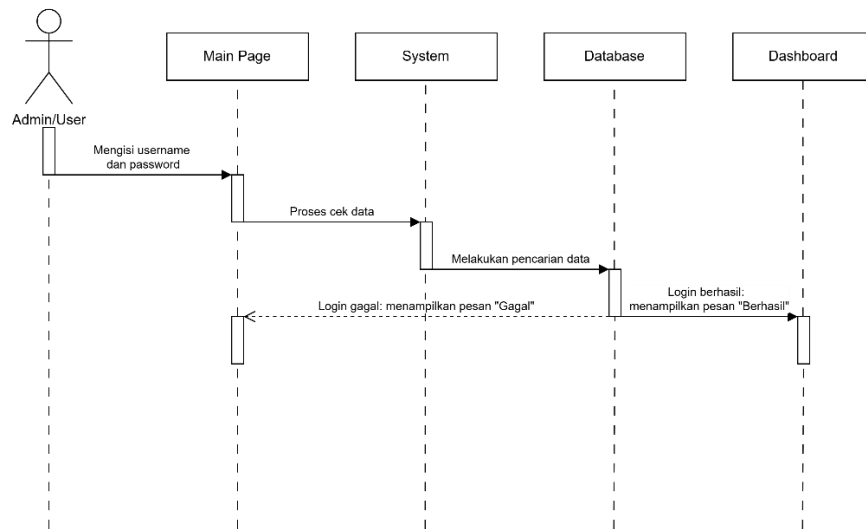 Main Page
System
Database
Dashboard
Admin/User
Mengisi username
dan password
Proses cek data
Melakukan pencarian data
Login gagal: menampilkan pesan "Gagal"
Login berhasil:
menampilkan pesan "Berhasil"